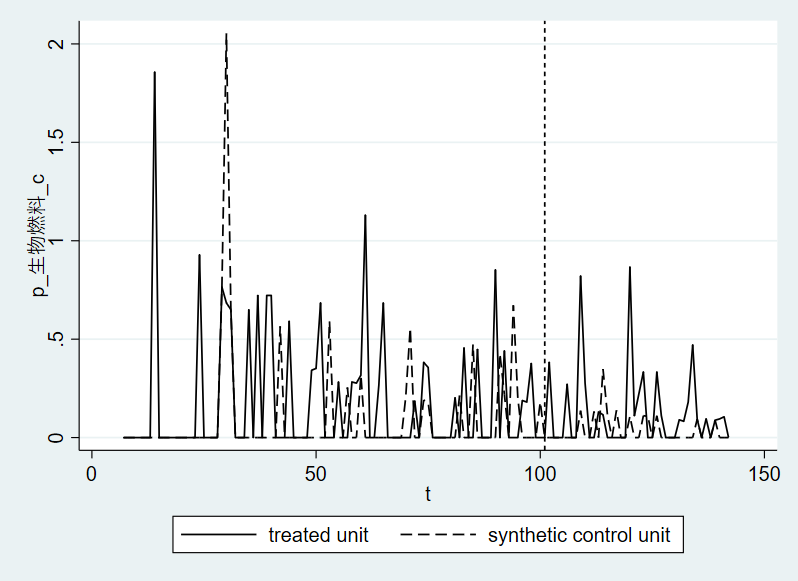 p_生物燃料_c
2
1.5
1
.5
0
0
50
100
150
t
treated unit
synthetic control unit